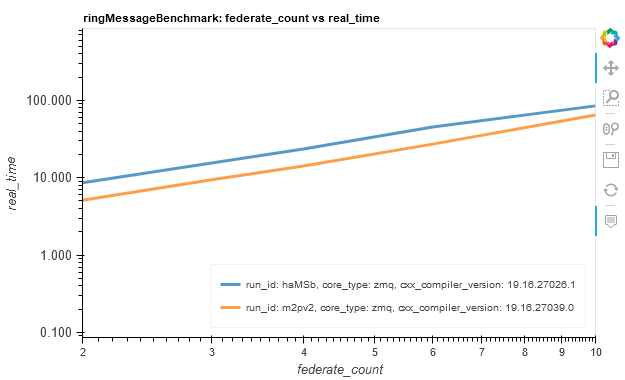 ringMessageBenchmark: federate_count vs real_time
100.000
10.000
1.000
0.100
real_time
run_id: haMSb, core_type: zmq, cxx_compiler_version: 19.16.27026.1
run_id: m2pv2, core_type: zmq, cxx_compiler_version: 19.16.27039.0
2 3 4 5 6 7 8 9 10
federate_count